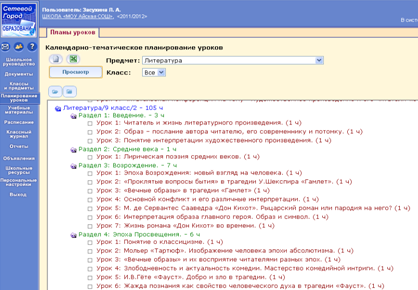 Сетевой
Город
ОБРАЗОВАНИЕ
Пользователь: Засухина Л. А.
ШКОЛА «МОУ Айская СОШ», <2011/2012>
В сист
Планы уроков
Календарно-тематическое планирование уроков
Предмет: Литература
Просмотр
Класс: Все
Школьное
руководство
Документы
Классы
и предметы
Планирование
уроков
Учебные
материалы
Расписание
Классный
журнал
Отчеты
Объявления
Школьные
ресурсы
Персональные
настройки
Выход
Литература/9 класс/2 - 105 ч
Раздел 1: Введение. - 3 ч
Урок 1: Читатель и жизнь литературного произведения. (1 ч)
Урок 2: Образ – послание автора читателю, его современнику и потомку. (1 ч)
Урок 3: Понятие интерпретации художественного произведения. (1 ч)
Раздел 2: Средние века - 1 ч
Урок 1: Лирическая поэзия средних веков. (1 ч)
Раздел 3: Возрождения. - 7 ч
Урок 1: Эпоха Возрождения: новый взгляд на человека. (1 ч)
Урок 2: «Проклятые вопросы бытия» в трагедии У.Шекспира «Гамлет». (1 ч)
Урок 3: «Вечные образы» в трагедии «Гамлет» (1 ч)
Урок 4: Основной конфликт и его различные интерпретации. (1 ч)
Урок 5: М. де Сервантес Сааведра «Дон Кихот». Рыцарский роман или пародия на него? (1 ч)
Урок 6: Интерпретация образа главного героя. Образ и символ. (1 ч)
Урок 7: Жизнь романа «Дон Кихот» во времени. (1 ч)
Раздел 4: Эпоха Просвещения. - 6 ч
Урок 1: Понятие о классицизме. (1 ч)
Урок 2: Мольер «Тартюф». Изображение человека эпохи абсолютизма. (1 ч)
Урок 3: «Вечные образы» и их восприятие читателями разных эпох. (1 ч)
Урок 4: Злободневность и актуальность комедии. Мастерство комедийной интриги. (1 ч)
Урок 5: И.В.Гёте «Фауст». Добро и зло в трагедии. (1 ч)
Урок 6: Жажда познания как свойство человеческого духа в трагедии «Фауст». (1 ч)